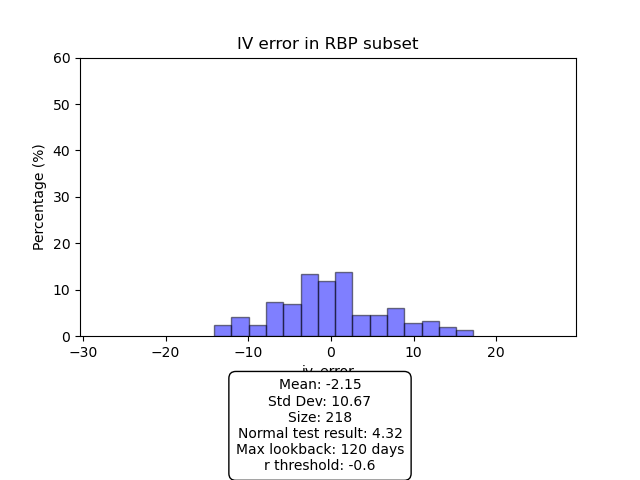 IV error in RBP subset
60
50
40
30
20
10
0
Percentage (%)
−30
−20
−10
0
10
20
iv_error
Mean: -2.15
Std Dev: 10.67
Size: 218
Normal test result: 4.32
Max lookback: 120 days
r threshold: -0.6